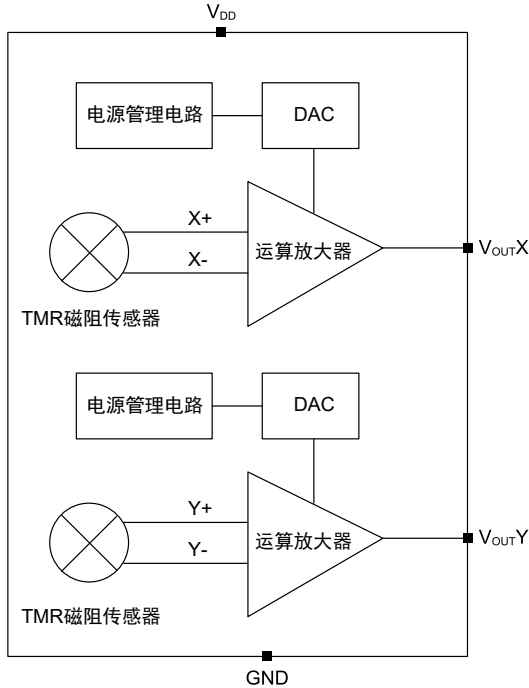 VDD
电源管理电路
DAC
X+
X-
运算放大器
VOUTX
TMR磁阻传感器
电源管理电路
DAC
Y+
Y-
运算放大器
VOUTY
TMR磁阻传感器
GND